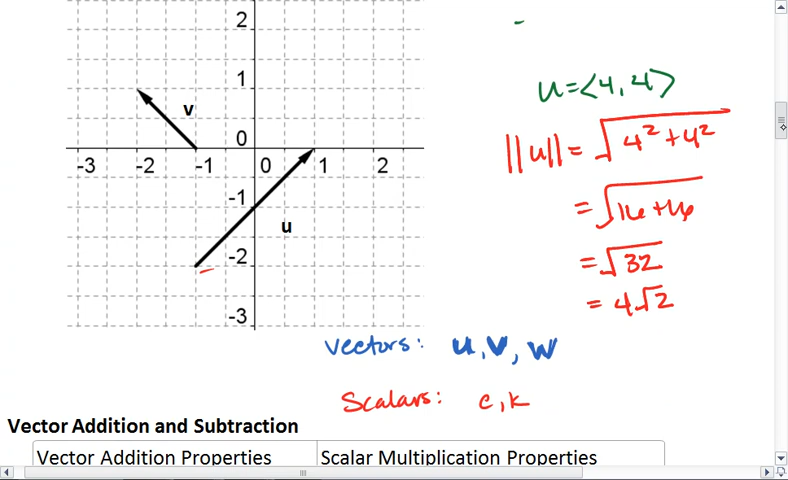 2
1
v
0
-3 -2 -1 0 1 2
-1
u
-2
-3
u=⟨4,4⟩
||u|| = √4² + 4²
= √16 + 16
= √32
= 4√2
vectors: u, v, w
Scalars: c, k
Vector Addition and Subtraction
Vector Addition Properties Scalar Multiplication Properties